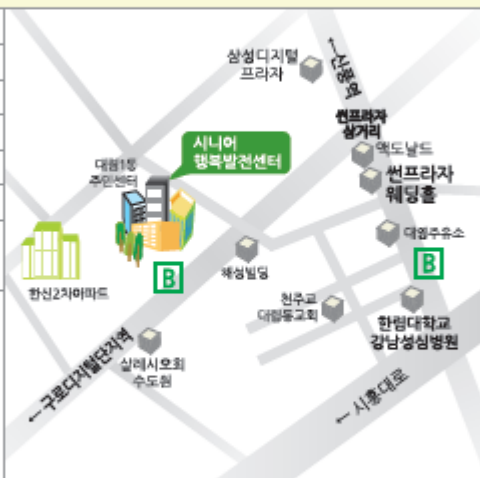 삼성디지털
프라자
←신풍역
썬프라자
삼거리
맥도날드
썬프라자
웨딩홀
시니어
행복발전센터
대림1동
주민센터
대림주유소
B
해성빌딩
B
한신2차아파트
천주교
대림동교회
한림대학교
강남성심병원
살레시오회
수도원
← 구로디지털단지역
← 시흥대로